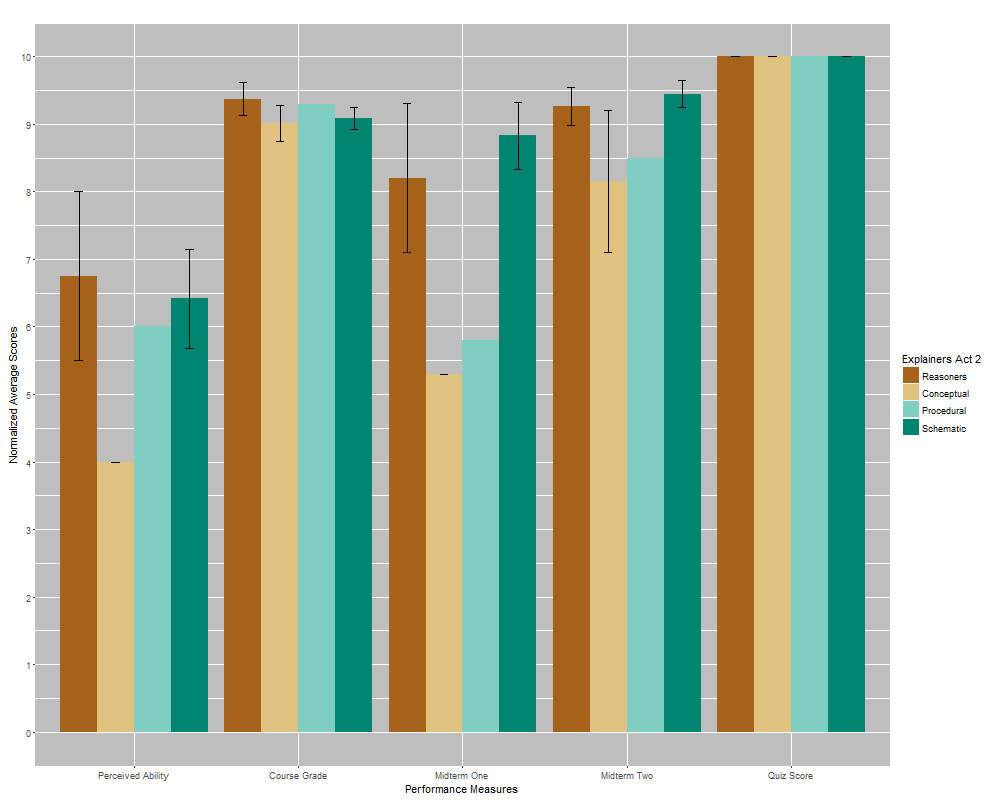 10
9
8
7
6
5
4
3
2
1
0
Normalized Average Scores
Perceived Ability
Course Grade
Midterm One
Midterm Two
Quiz Score
Performance Measures
Explainers Act 2
Reasoners
Conceptual
Procedural
Schematic